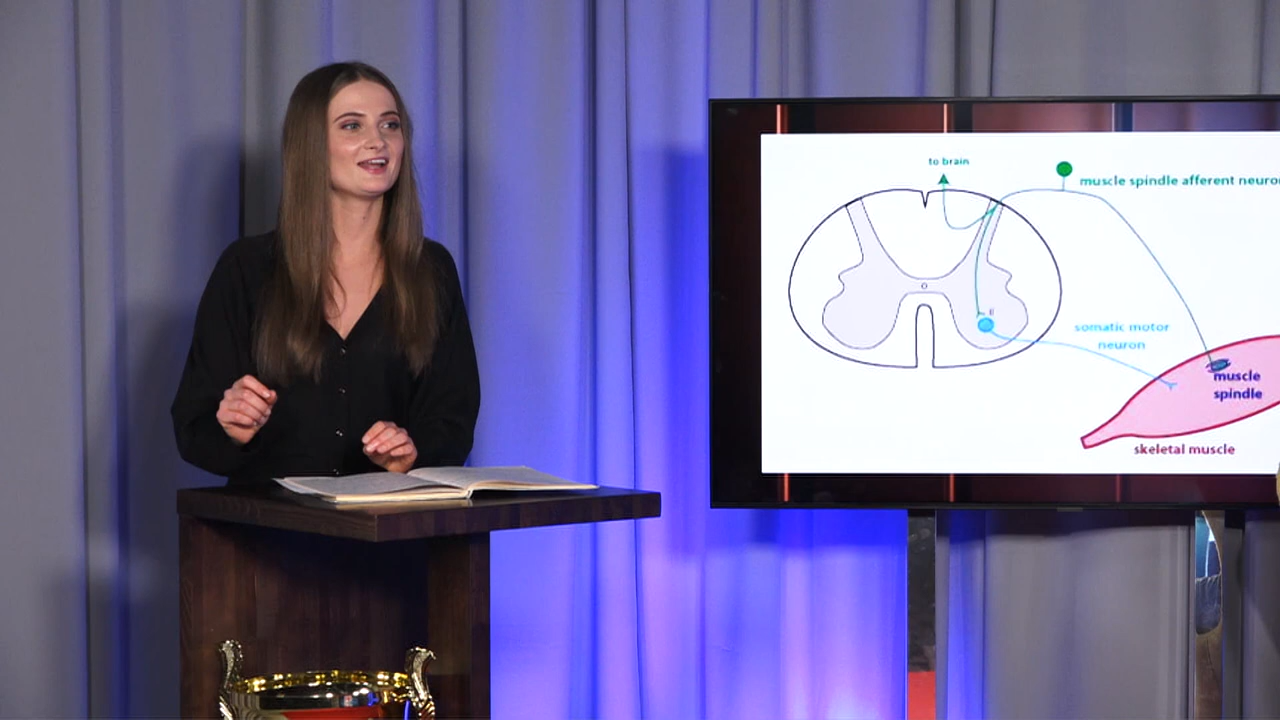 to brain
muscle spindle afferent neuron
somatic motor
neuron
muscle
spindle
skeletal muscle